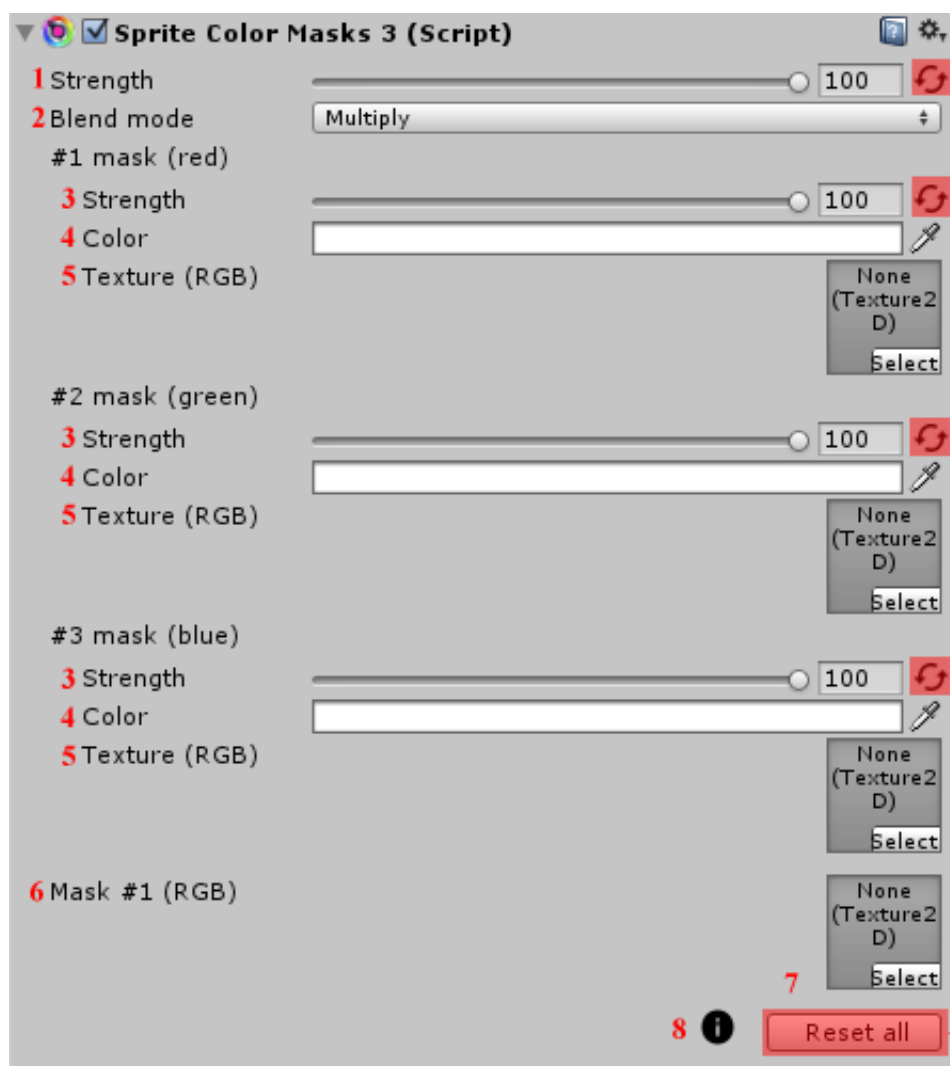 Sprite Color Masks 3 (Script)
1 Strength 100
2 Blend mode Multiply
#1 mask (red)
3 Strength 100
4 Color
5 Texture (RGB)
None
(Texture2
D)
Select
#2 mask (green)
3 Strength 100
4 Color
5 Texture (RGB)
None
(Texture2
D)
Select
#3 mask (blue)
3 Strength 100
4 Color
5 Texture (RGB)
None
(Texture2
D)
Select
6 Mask #1 (RGB)
None
(Texture2
D)
Select
7
8 i Reset all